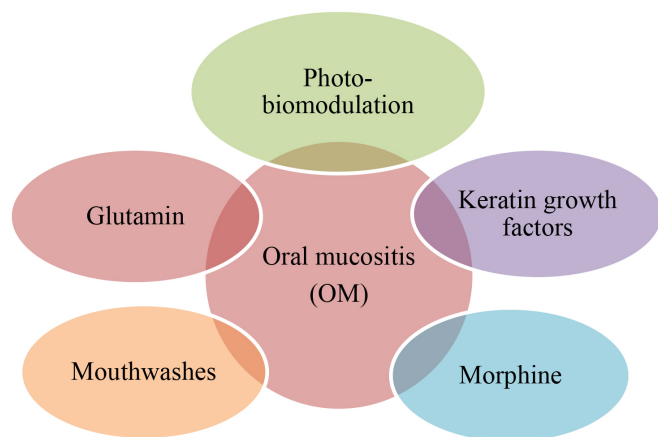 Photo-
biomodulation
Glutamin
Keratin growth
factors
Oral mucositis
(OM)
Mouthwashes
Morphine